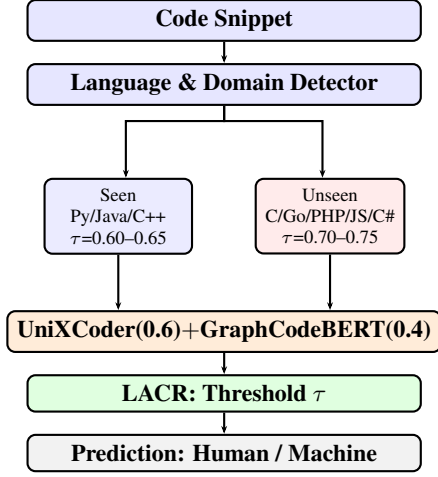 Code Snippet
Language & Domain Detector
Seen
Py/Java/C++
τ=0.60–0.65
Unseen
C/Go/PHP/JS/C#
τ=0.70–0.75
UniXCoder(0.6)+GraphCodeBERT(0.4)
LACR: Threshold τ
Prediction: Human / Machine